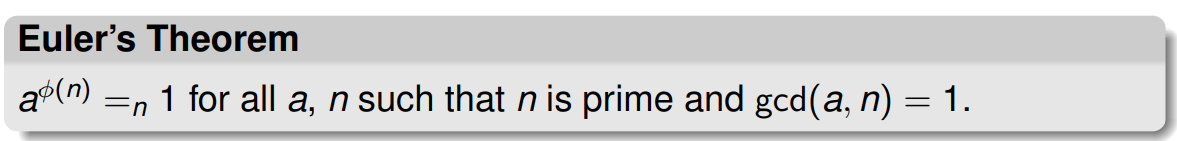 Euler's Theorem
a^{ϕ(n)} =_n 1 for all a, n such that n is prime and gcd(a, n) = 1.